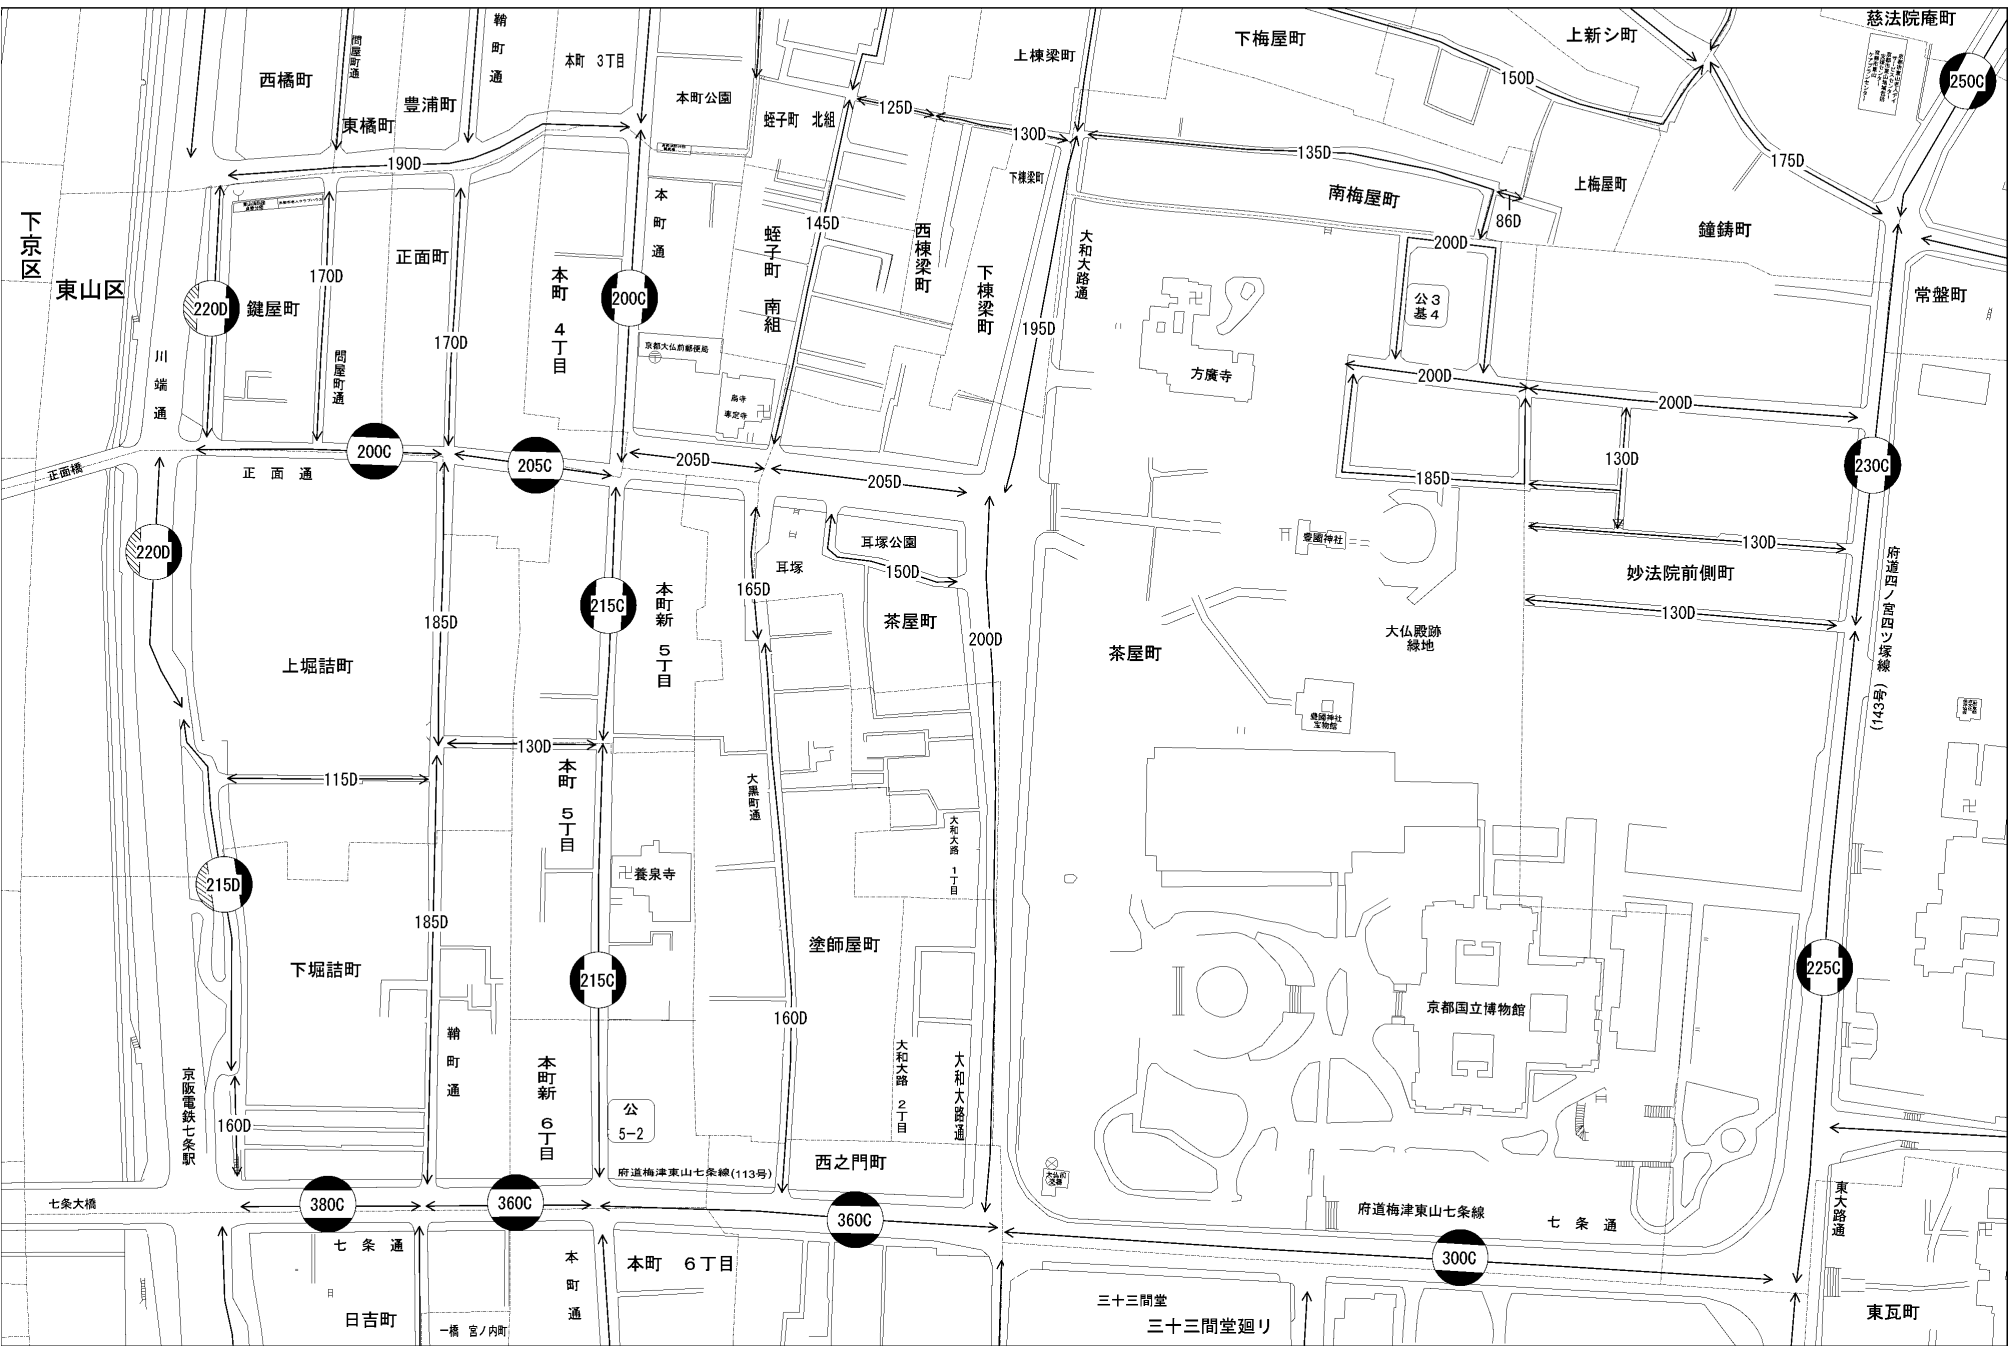 慈法院庵町
鞘町通
問屋町通
本町 3丁目
上棟梁町
下梅屋町
上新シ町
西橘町
本町公園
150D
250C
豊浦町
125D
東橘町
蛭子町 北組
130D
135D
175D
190D
下棟梁町
南梅屋町
上梅屋町
86D
下京区
東山区
本町通
145D
西棟梁町
大和大路通
200D
鐘鋳町
正面町
170D
蛭子町 南組
下棟梁町
220D
鍵屋町
本町 4丁目
200C
195D
公3
基4
常盤町
170D
京都大仏前郵便局
川端通
問屋町通
方廣寺
200D
200D
専定寺
200C
205C
205D
205D
130D
230C
正面橋
正面通
185D
220D
耳塚公園
豊國神社
130D
府道四ノ宮四ツ塚線(143号)
耳塚
150D
妙法院前側町
165D
215C
本町新 5丁目
130D
185D
茶屋町
200D
大仏殿跡
緑地
茶屋町
上堀詰町
豊國神社
宝物館
130D
115D
本町 5丁目
大黒町通
大和大路 1丁目
養泉寺
215D
185D
塗師屋町
下堀詰町
215C
225C
京都国立博物館
160D
鞘町通
本町新 6丁目
大和大路 2丁目
大和大路通
京阪電鉄七条駅
160D
公
5-2
西之門町
府道梅津東山七条線(113号)
七条大橋
380C
360C
360C
府道梅津東山七条線
七条通
東大路通
七条通
本町通
本町 6丁目
300C
日吉町
一橋 宮ノ内町
三十三間堂
三十三間堂廻り
東瓦町